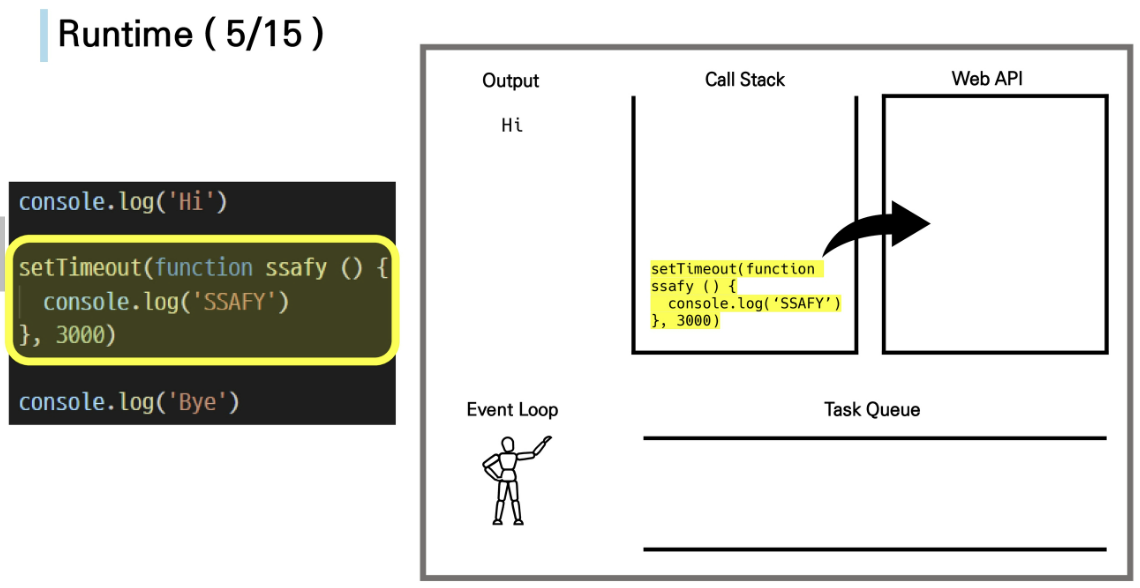 Runtime ( 5/15 )
console.log('Hi')
setTimeout(function ssafy () {
  console.log('SSAFY')
}, 3000)
console.log('Bye')
Output
Hi
Call Stack
setTimeout(function
ssafy () {
  console.log(‘SSAFY’)
}, 3000)
Web API
Event Loop
Task Queue